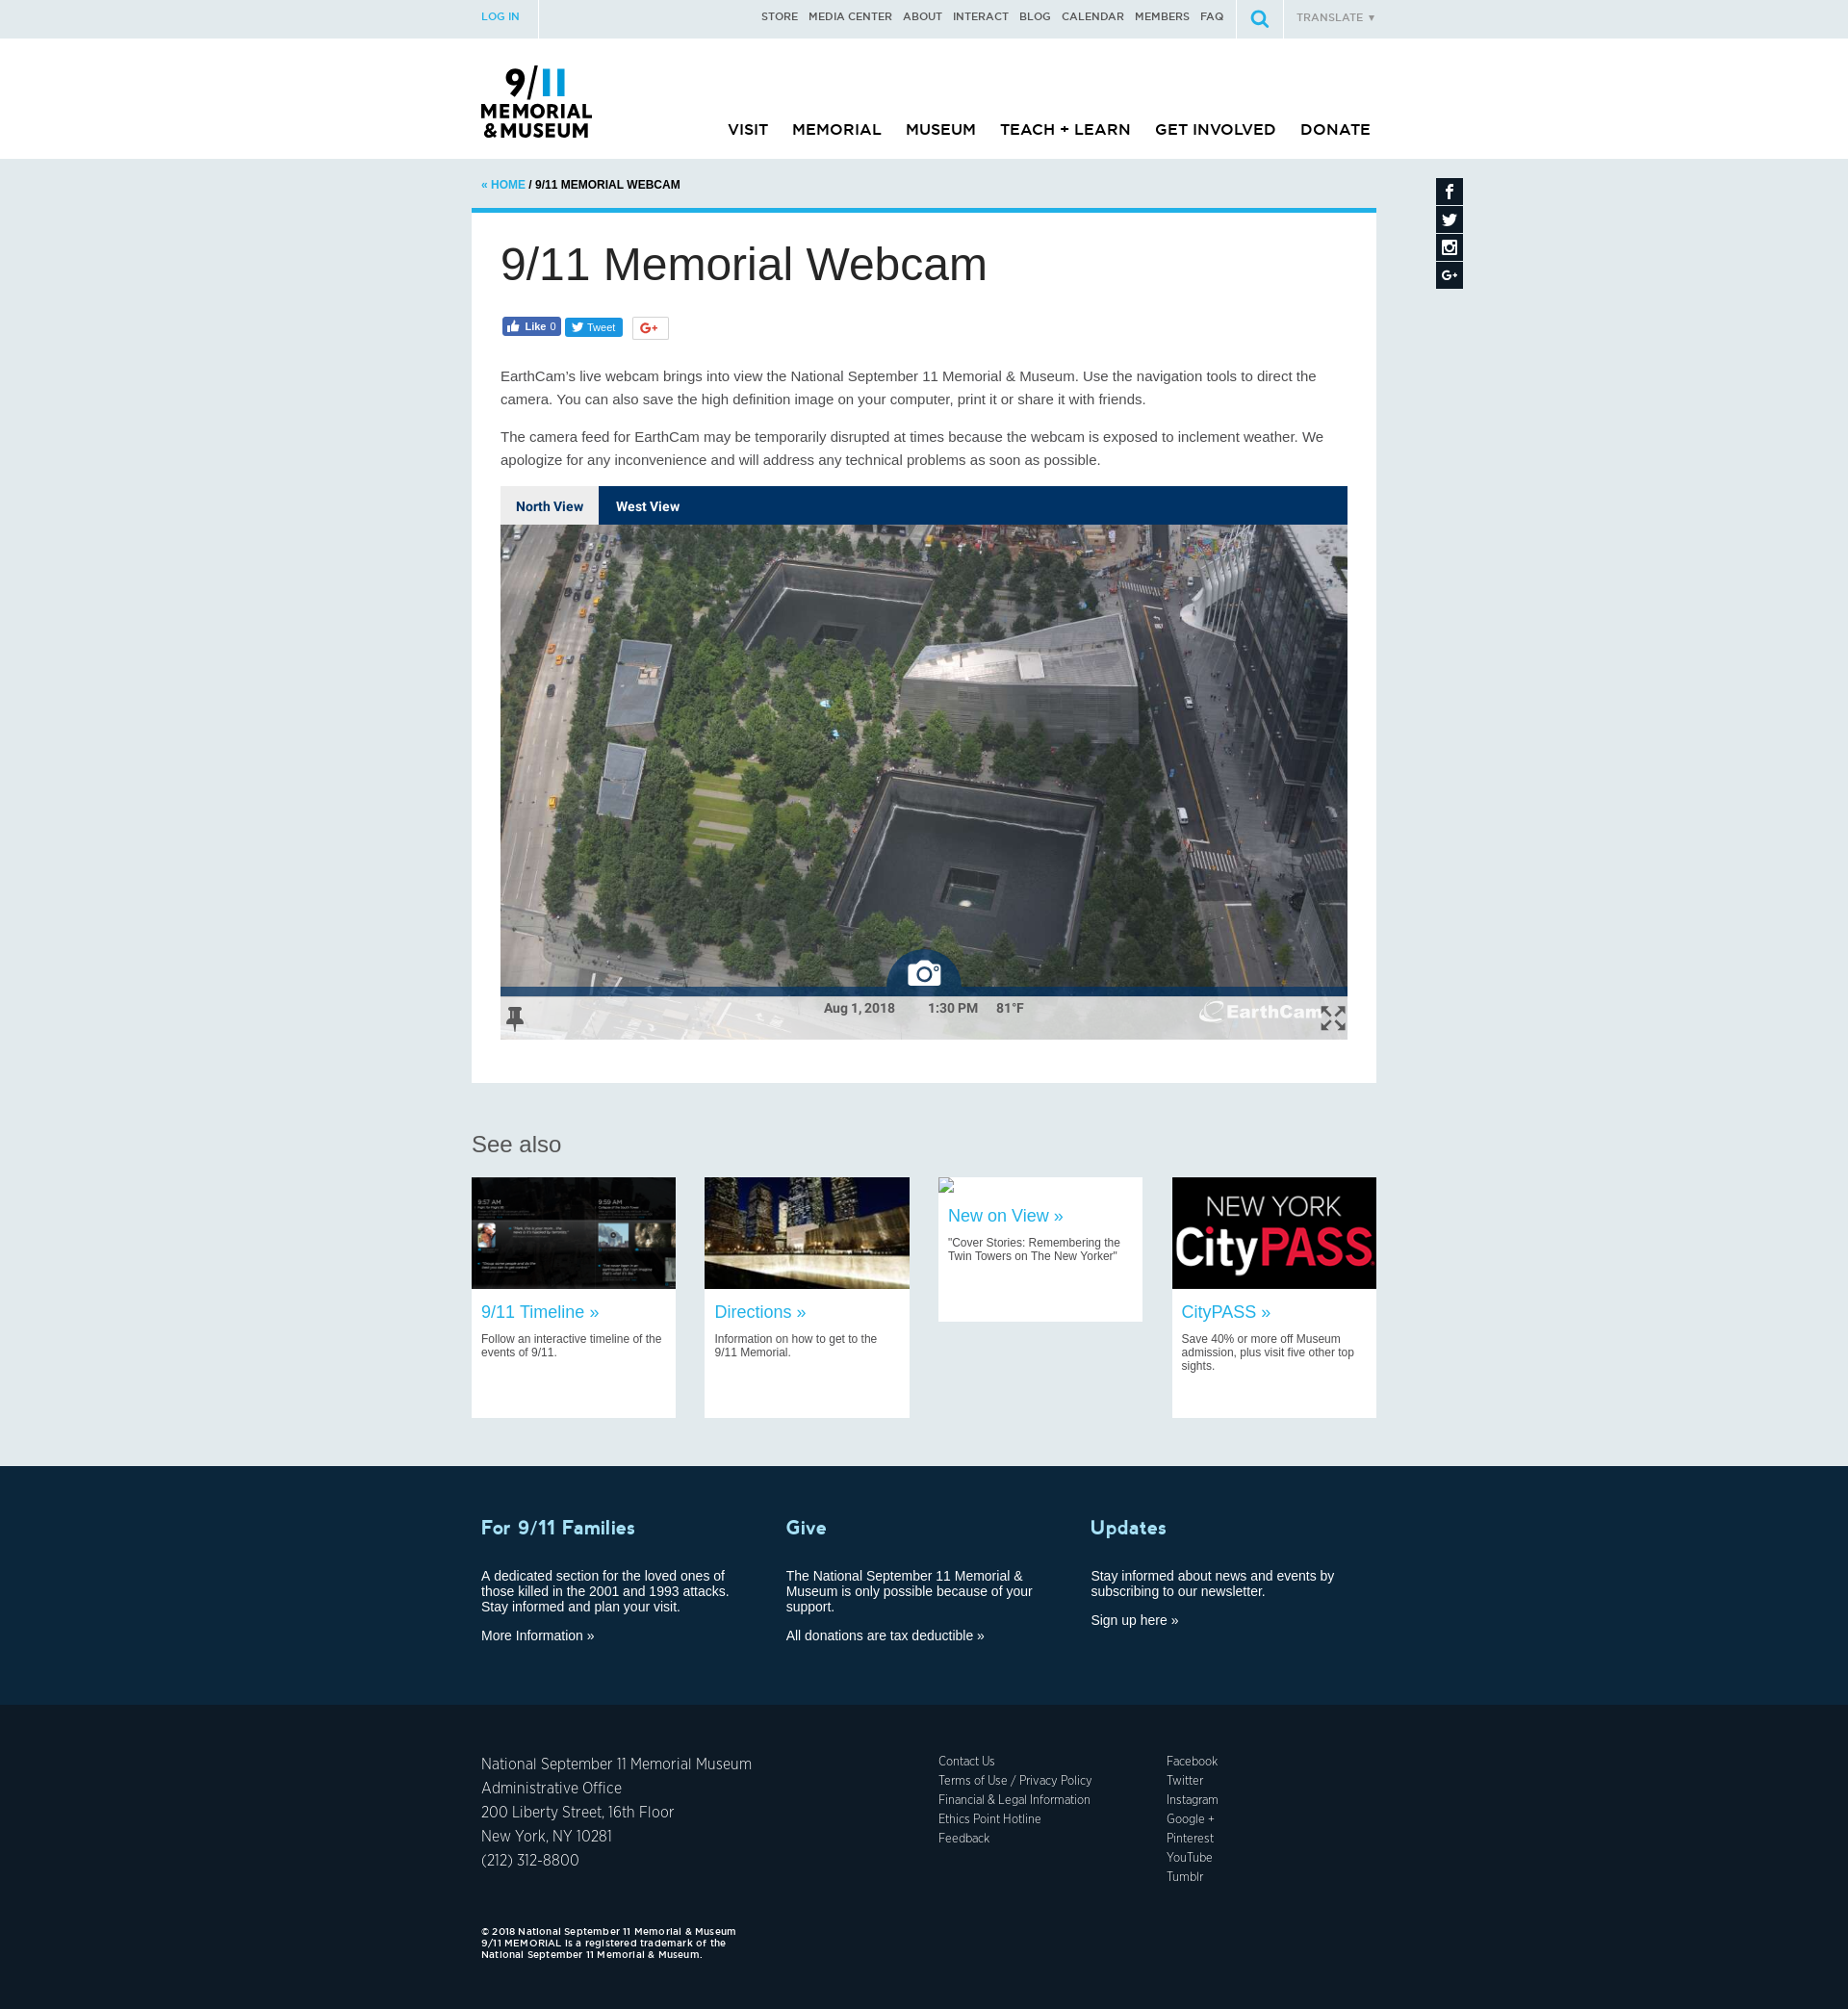 LOG IN
STORE MEDIA CENTER ABOUT INTERACT BLOG CALENDAR MEMBERS FAQ
TRANSLATE ▼
9/11
MEMORIAL
&MUSEUM
VISIT MEMORIAL MUSEUM TEACH + LEARN GET INVOLVED DONATE
« HOME / 9/11 MEMORIAL WEBCAM
9/11 Memorial Webcam
Like 0
Tweet
G+
EarthCam's live webcam brings into view the National September 11 Memorial & Museum. Use the navigation tools to direct the
camera. You can also save the high definition image on your computer, print it or share it with friends.
The camera feed for EarthCam may be temporarily disrupted at times because the webcam is exposed to inclement weather. We
apologize for any inconvenience and will address any technical problems as soon as possible.
North View West View
Aug 1, 2018 1:30 PM 81°F
EarthCam
See also
9:57 AM
9:59 AM
9/11 Timeline »
Follow an interactive timeline of the
events of 9/11.
Directions »
Information on how to get to the
9/11 Memorial.
New on View »
"Cover Stories: Remembering the
Twin Towers on The New Yorker"
NEW YORK
CityPASS
CityPASS »
Save 40% or more off Museum
admission, plus visit five other top
sights.
For 9/11 Families
A dedicated section for the loved ones of
those killed in the 2001 and 1993 attacks.
Stay informed and plan your visit.
More Information »
Give
The National September 11 Memorial &
Museum is only possible because of your
support.
All donations are tax deductible »
Updates
Stay informed about news and events by
subscribing to our newsletter.
Sign up here »
National September 11 Memorial Museum
Administrative Office
200 Liberty Street, 16th Floor
New York, NY 10281
(212) 312-8800
Contact Us
Terms of Use / Privacy Policy
Financial & Legal Information
Ethics Point Hotline
Feedback
Facebook
Twitter
Instagram
Google +
Pinterest
YouTube
Tumblr
© 2018 National September 11 Memorial & Museum
9/11 MEMORIAL is a registered trademark of the
National September 11 Memorial & Museum.